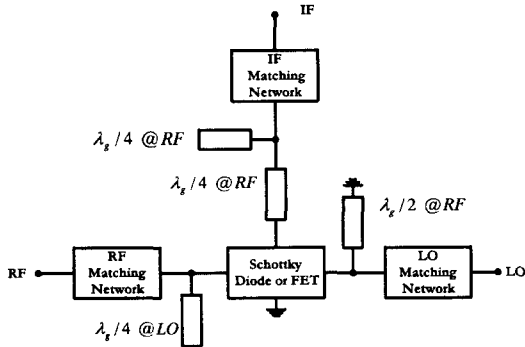 IF
IF
Matching
Network
λg / 4 @RF
λg / 4 @RF
λg / 2 @RF
RF
RF
Matching
Network
Schottky
Diode or FET
LO
Matching
Network
LO
λg / 4 @LO